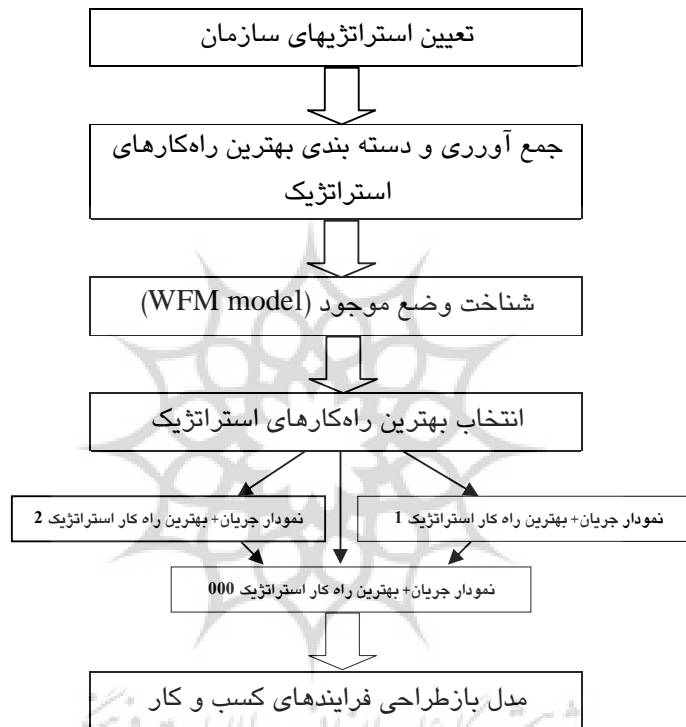 تعیین استراتژیهای سازمان
جمع آورری و دسته بندی بهترین راه‌کارهای
استراتژیک
شناخت وضع موجود (WFM model)
انتخاب بهترین راه‌کارهای استراتژیک
نمودار جریان+ بهترین راه کار استراتژیک 1
نمودار جریان+ بهترین راه کار استراتژیک 2
نمودار جریان+ بهترین راه کار استراتژیک 000
مدل بازطراحی فرایندهای کسب و کار